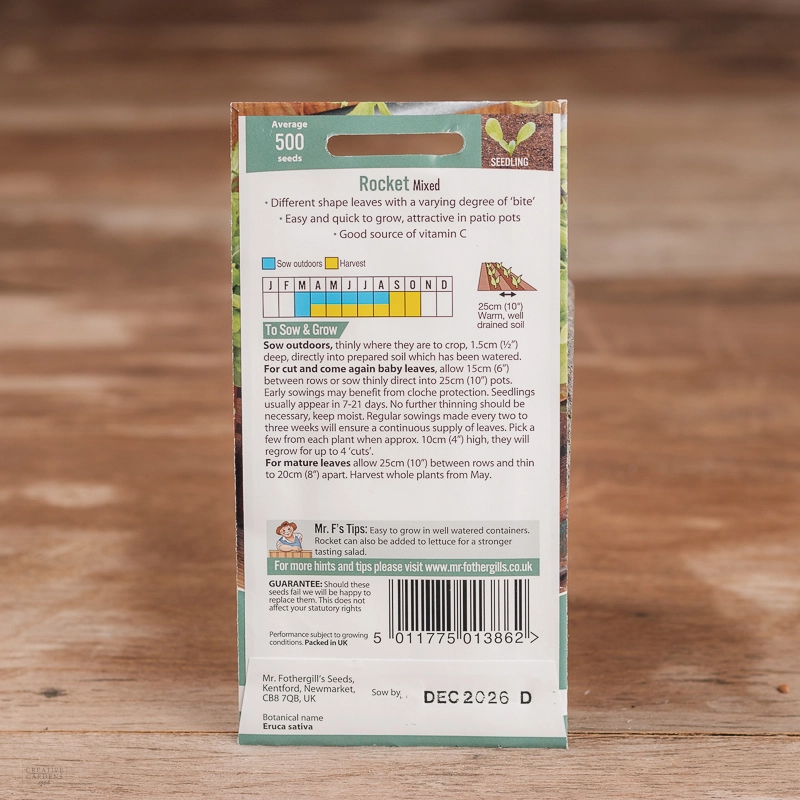 Average
500
seeds
SEEDLING
Rocket Mixed
• Different shape leaves with a varying degree of ‘bite’
• Easy and quick to grow, attractive in patio pots
• Good source of vitamin C
Sow outdoors Harvest
J F M A M J J A S O N D
25cm (10")
Warm, well
drained soil
To Sow & Grow
Sow outdoors, thinly where they are to crop, 1.5cm (½”)
deep, directly into prepared soil which has been watered.
For cut and come again baby leaves, allow 15cm (6”)
between rows or sow thinly direct into 25cm (10”) pots.
Early sowings may benefit from cloche protection. Seedlings
usually appear in 7-21 days. No further thinning should be
necessary, keep moist. Regular sowings made every two to
three weeks will ensure a continuous supply of leaves. Pick a
few from each plant when approx. 10cm (4”) high, they will
regrow for up to 4 ‘cuts’.
For mature leaves allow 25cm (10”) between rows and thin
to 20cm (8”) apart. Harvest whole plants from May.
Mr. F's Tips: Easy to grow in well watered containers.
Rocket can also be added to lettuce for a stronger
tasting salad.
For more hints and tips please visit www.mr-fothergills.co.uk
GUARANTEE: Should these
seeds fail we will be happy to
replace them. This does not
affect your statutory rights
Performance subject to growing
conditions. Packed in UK
5 011775 013862 >
Mr. Fothergill's Seeds,
Kentford, Newmarket,
CB8 7QB, UK
Sow by. DEC 2026 D
Botanical name
Eruca sativa
CREATIVE
GARDENS